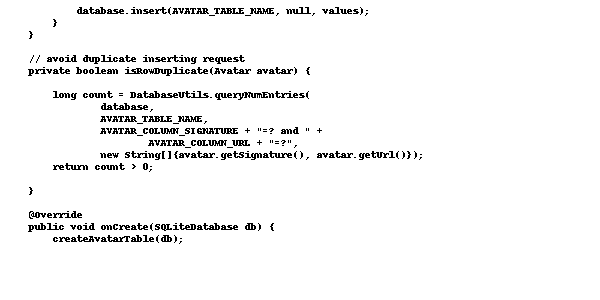 database.insert(AVATAR_TABLE_NAME, null, values);
}
}
// avoid duplicate inserting request
private boolean isRowDuplicate(Avatar avatar) {
long count = DatabaseUtils.queryNumEntries(
database,
AVATAR_TABLE_NAME,
AVATAR_COLUMN_SIGNATURE + "=? and " +
AVATAR_COLUMN_URL + "=?",
new String[]{avatar.getSignature(), avatar.getUrl()});
return count > 0;
}
@Override
public void onCreate(SQLiteDatabase db) {
createAvatarTable(db);